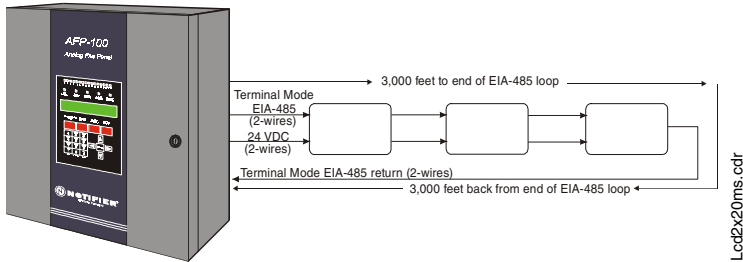 AFP-100
Analog Fire Panel
NOTIFIER
3,000 feet to end of EIA-485 loop
Terminal Mode
EIA-485
(2-wires)
24 VDC
(2-wires)
Terminal Mode EIA-485 return (2-wires)
3,000 feet back from end of EIA-485 loop
Lcd2x20ms.cdr